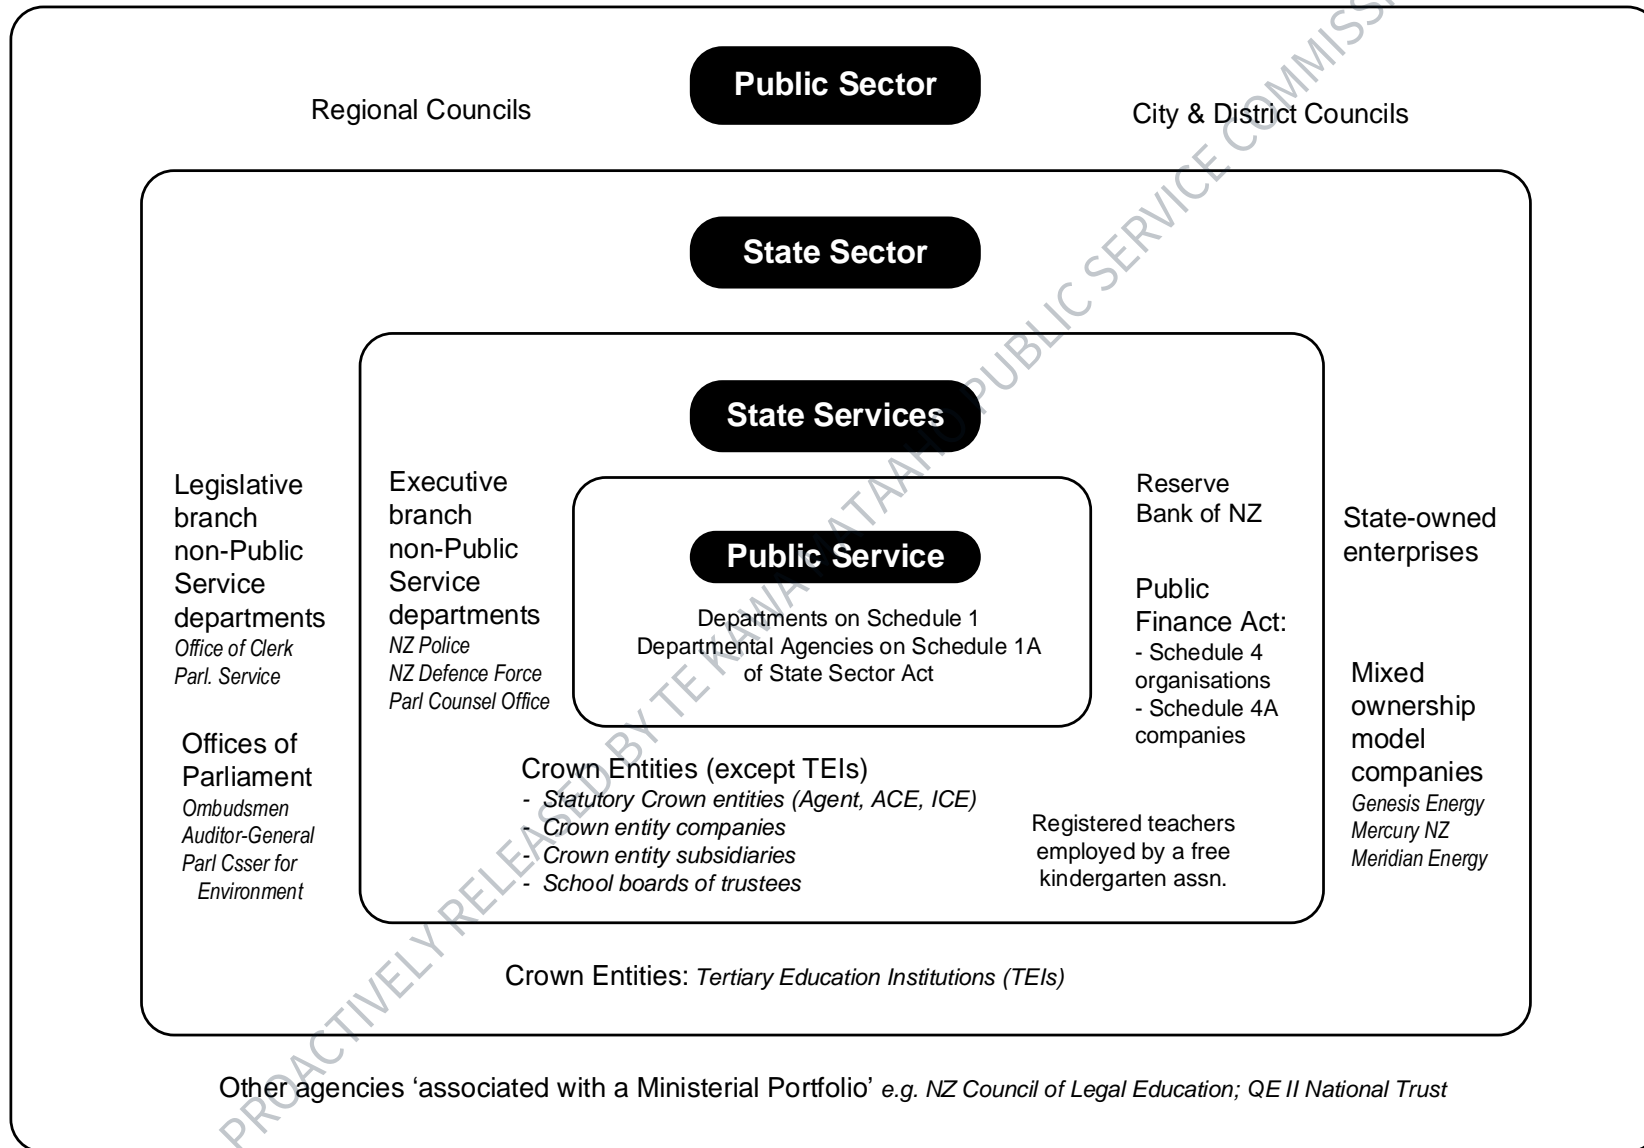 Public Sector
Regional Councils
City & District Councils
State Sector
State Services
Legislative
branch
non-Public
Service
departments
Office of Clerk
Parl. Service
Offices of
Parliament
Ombudsmen
Auditor-General
Parl Csser for
Environment
Executive
branch
non-Public
Service
departments
NZ Police
NZ Defence Force
Parl Counsel Office
Public Service
Departments on Schedule 1
Departmental Agencies on Schedule 1A
of State Sector Act
Reserve
Bank of NZ
Public
Finance Act:
- Schedule 4
organisations
- Schedule 4A
companies
State-owned
enterprises
Mixed
ownership
model
companies
Genesis Energy
Mercury NZ
Meridian Energy
Crown Entities (except TEIs)
- Statutory Crown entities (Agent, ACE, ICE)
- Crown entity companies
- Crown entity subsidiaries
- School boards of trustees
Registered teachers
employed by a free
kindergarten assn.
Crown Entities: Tertiary Education Institutions (TEIs)
Other agencies ‘associated with a Ministerial Portfolio’ e.g. NZ Council of Legal Education; QE II National Trust
PROACTIVELY RELEASED BY TE KAWA MATAAHO PUBLIC SERVICE COMMISS